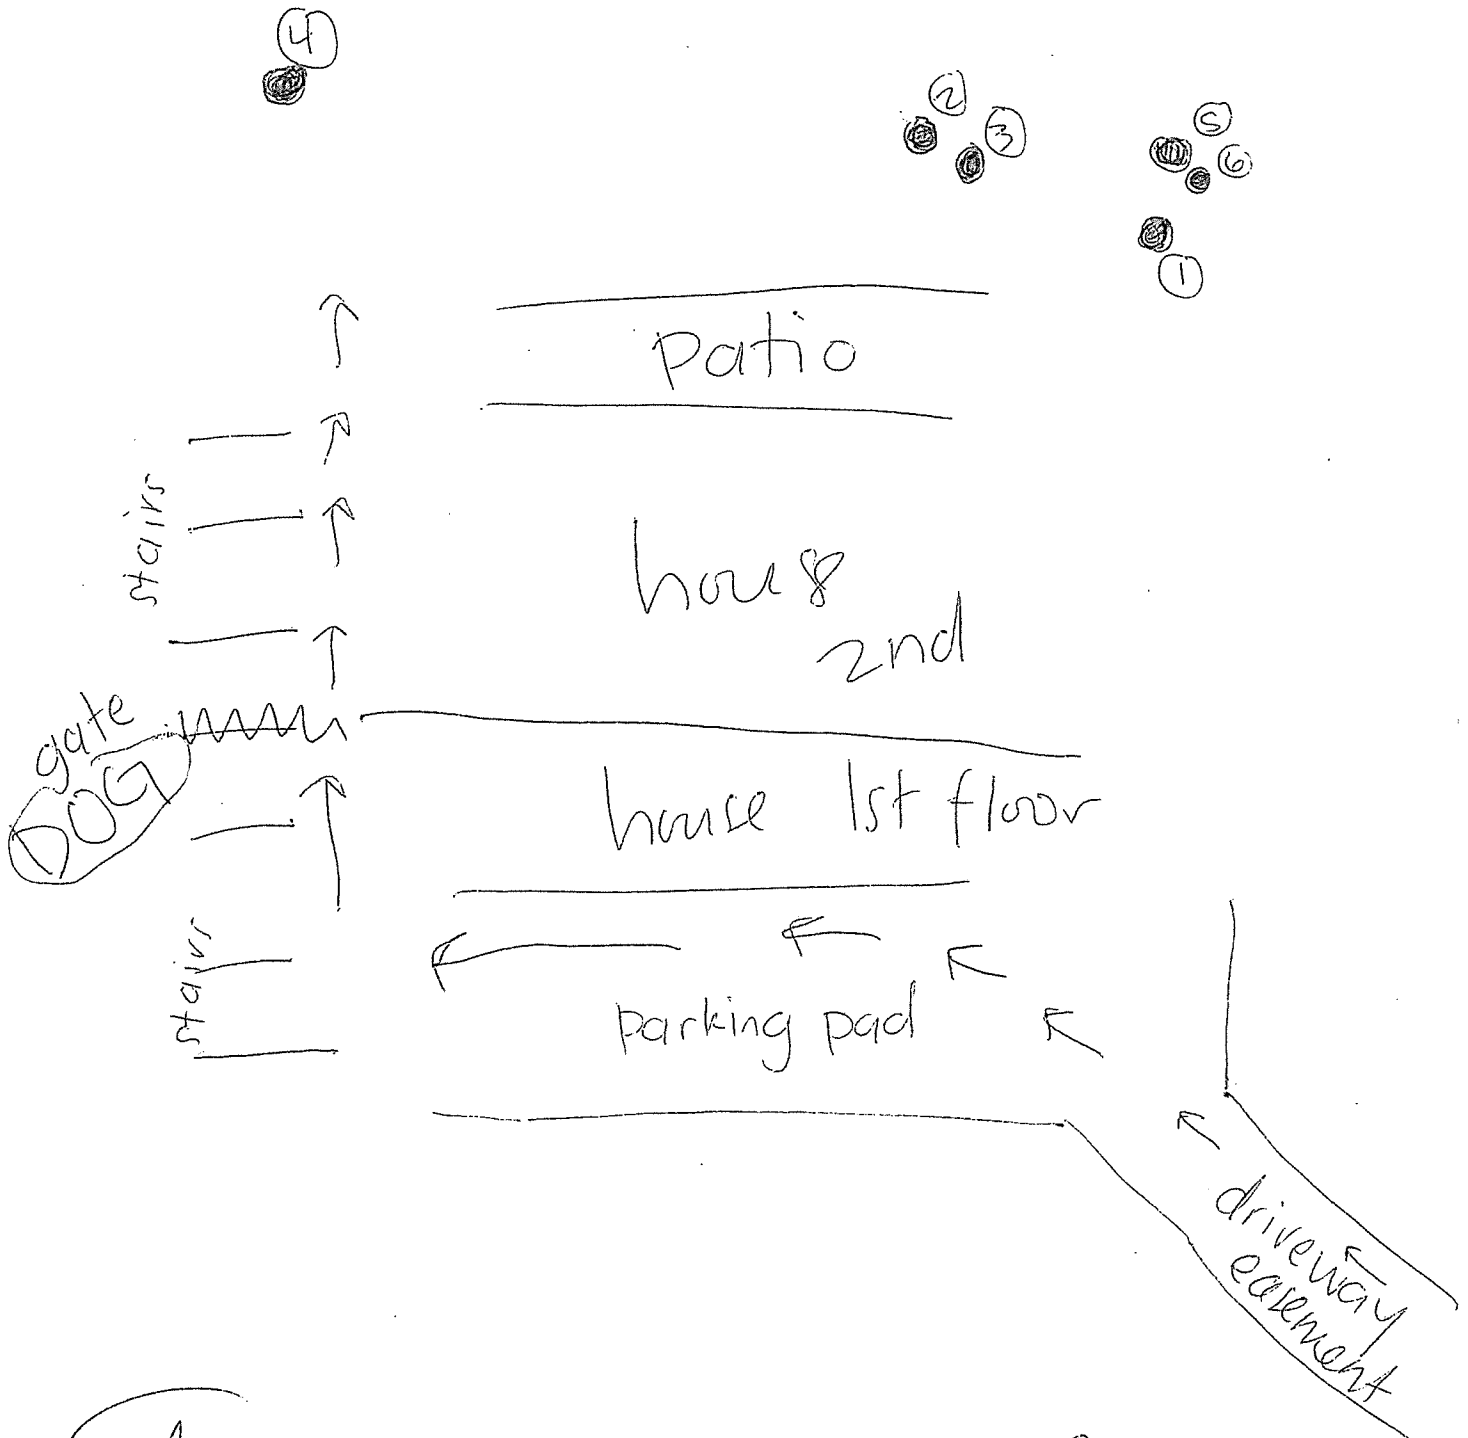 4
2
3
5
6
1
patio
stairs
house
2nd
gate
DOG
house 1st floor
stairs
parking pad
driveway
easement